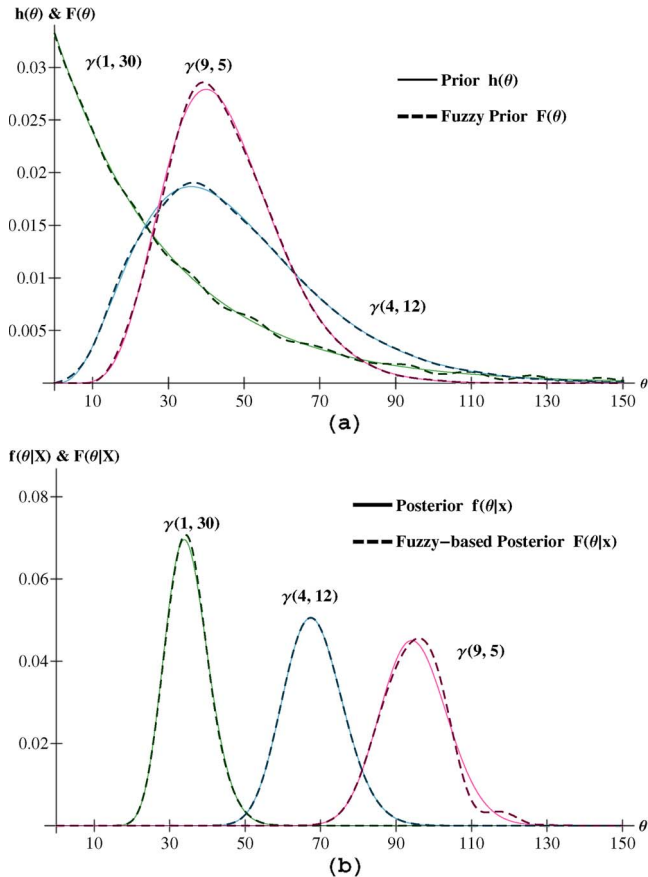 h(θ) & F(θ)
γ(1, 30)
γ(9, 5)
Prior h(θ)
Fuzzy Prior F(θ)
0.03
0.025
0.02
0.015
0.01
0.005
γ(4, 12)
10 30 50 70 90 110 130 150 θ
(a)
f(θ|X) & F(θ|X)
0.08
0.06
0.04
0.02
Posterior f(θ|x)
Fuzzy−based Posterior F(θ|x)
γ(1, 30)
γ(4, 12)
γ(9, 5)
10 30 50 70 90 110 130 150 θ
(b)